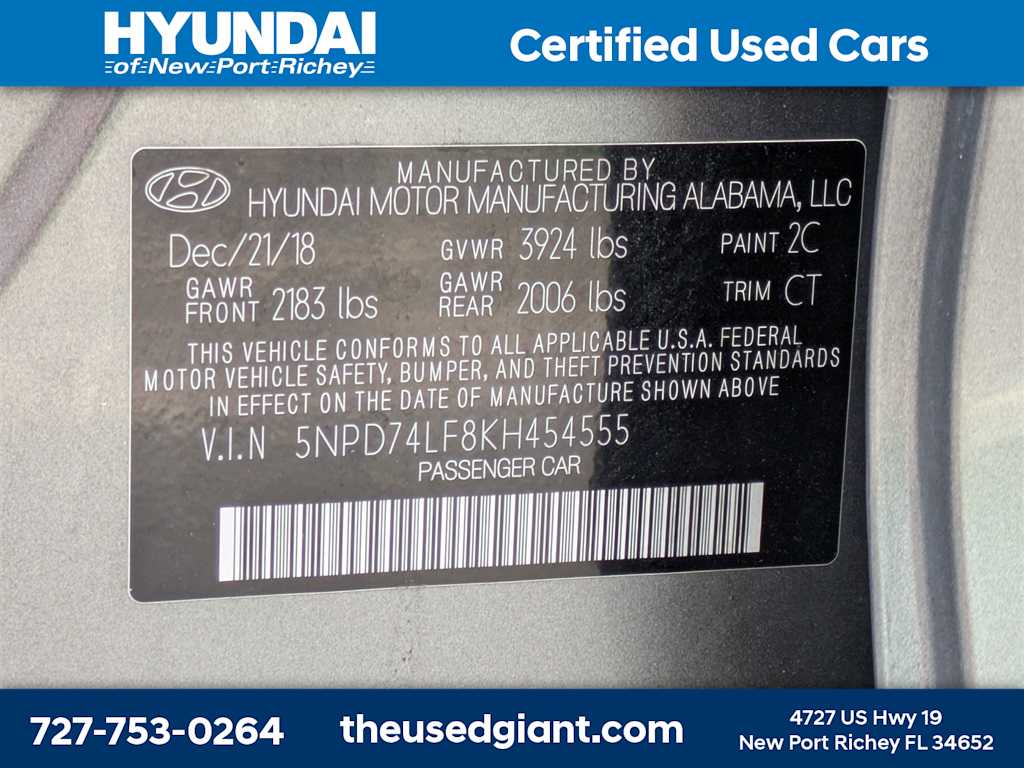 HYUNDAI
of New Port Richey
Certified Used Cars
MANUFACTURED BY
HYUNDAI MOTOR MANUFACTURING ALABAMA, LLC
Dec/21/18 GVWR 3924 lbs PAINT 2C
GAWR FRONT 2183 lbs GAWR REAR 2006 lbs TRIM CT
THIS VEHICLE CONFORMS TO ALL APPLICABLE U.S.A. FEDERAL
MOTOR VEHICLE SAFETY, BUMPER, AND THEFT PREVENTION STANDARDS
IN EFFECT ON THE DATE OF MANUFACTURE SHOWN ABOVE
V.I.N 5NPD74LF8KH454555
PASSENGER CAR
727-753-0264
theusedgiant.com
4727 US Hwy 19
New Port Richey FL 34652